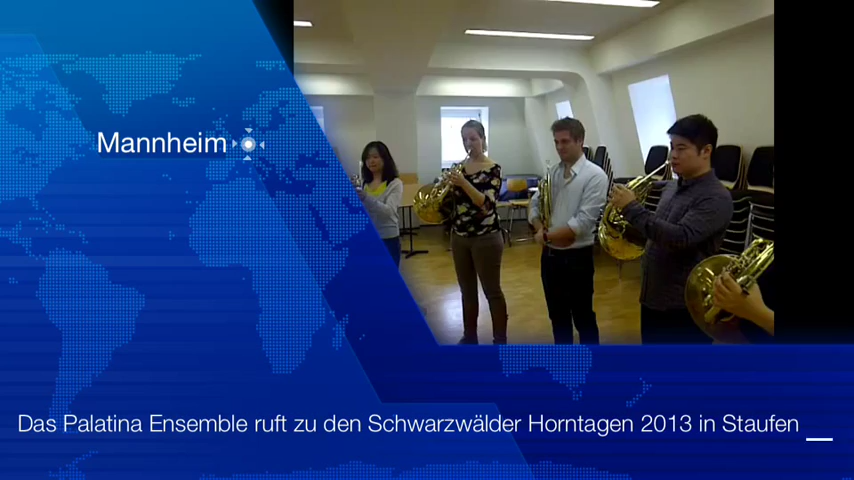 Mannheim
Das Palatina Ensemble ruft zu den Schwarzwälder Horntagen 2013 in Staufen _